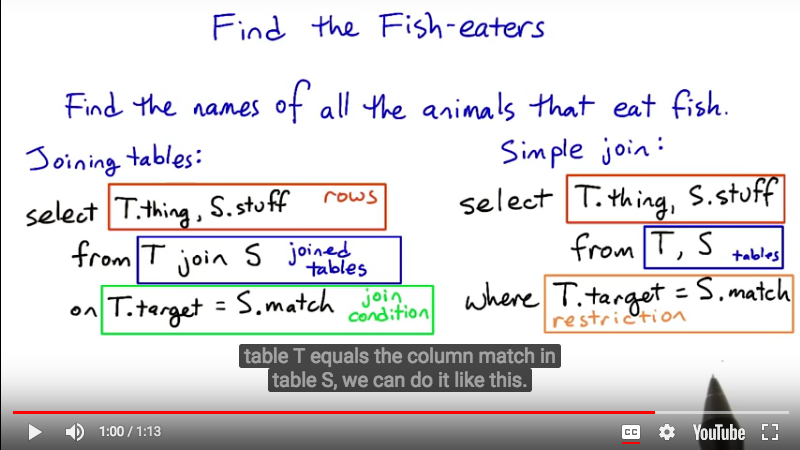 Find the Fish-eaters
Find the names of all the animals that eat fish.
Joining tables:
select T.thing, S.stuff rows
from T join S joined tables
on T.target = S.match join condition
Simple join:
select T.thing, S.stuff
from T, S tables
where T.target = S.match
restriction
table T equals the column match in
table S, we can do it like this.
1:00 / 1:13
CC
YouTube